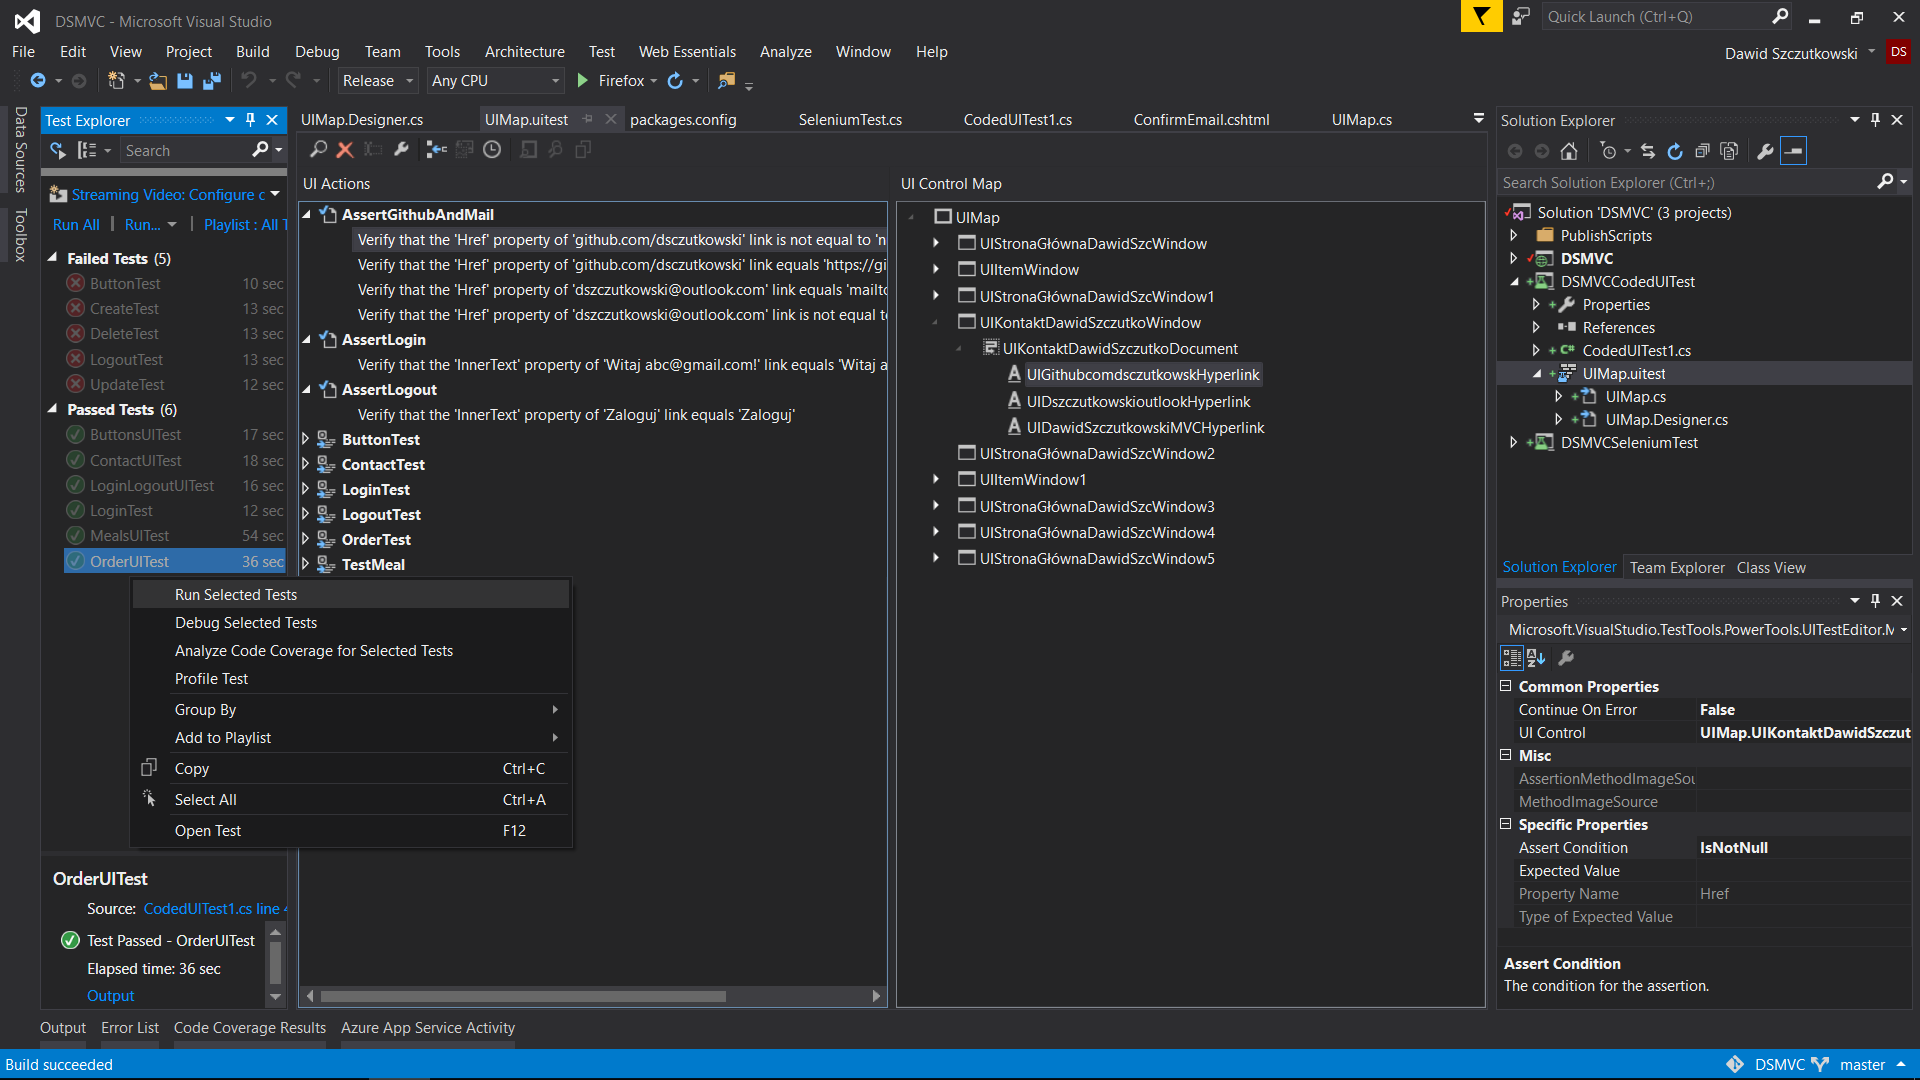 DSMVC - Microsoft Visual Studio
Quick Launch (Ctrl+Q)
File Edit View Project Build Debug Team Tools Architecture Test Web Essentials Analyze Window Help
Dawid Szczutkowski DS
Release Any CPU Firefox
Data Sources
Toolbox
Test Explorer
Search
Streaming Video: Configure c
Run All Run... Playlist : All T
Failed Tests (5)
ButtonTest 10 sec
CreateTest 13 sec
DeleteTest 13 sec
LogoutTest 13 sec
UpdateTest 12 sec
Passed Tests (6)
ButtonsUITest 17 sec
ContactUITest 18 sec
LoginLogoutUITest 16 sec
LoginTest 12 sec
MealsUITest 54 sec
OrderUITest 36 sec
Run Selected Tests
Debug Selected Tests
Analyze Code Coverage for Selected Tests
Profile Test
Group By
Add to Playlist
Copy Ctrl+C
Select All Ctrl+A
Open Test F12
OrderUITest
Source: CodedUITest1.cs line 4
Test Passed - OrderUITest
Elapsed time: 36 sec
Output
UIMap.Designer.cs UIMap.uitest packages.config SeleniumTest.cs CodedUITest1.cs ConfirmEmail.cshtml UIMap.cs
UI Actions
AssertGithubAndMail
Verify that the 'Href' property of 'github.com/dsczutkowski' link is not equal to 'n
Verify that the 'Href' property of 'github.com/dsczutkowski' link equals 'https://gi
Verify that the 'Href' property of 'dszczutkowski@outlook.com' link equals 'mailto
Verify that the 'Href' property of 'dszczutkowski@outlook.com' link is not equal to
AssertLogin
Verify that the 'InnerText' property of 'Witaj abc@gmail.com!' link equals 'Witaj a
AssertLogout
Verify that the 'InnerText' property of 'Zaloguj' link equals 'Zaloguj'
ButtonTest
ContactTest
LoginTest
LogoutTest
OrderTest
TestMeal
UI Control Map
UIMap
UIStronaGłównaDawidSzcWindow
UIItemWindow
UIStronaGłównaDawidSzcWindow1
UIKontaktDawidSzczutkoWindow
UIKontaktDawidSzczutkoDocument
UIGithubcomdsczutkowskHyperlink
UIDszczutkowskioutlookHyperlink
UIDawidSzczutkowskiMVCHyperlink
UIStronaGłównaDawidSzcWindow2
UIItemWindow1
UIStronaGłównaDawidSzcWindow3
UIStronaGłównaDawidSzcWindow4
UIStronaGłównaDawidSzcWindow5
Solution Explorer
Search Solution Explorer (Ctrl+;)
Solution 'DSMVC' (3 projects)
PublishScripts
DSMVC
DSMVCCodedUITest
Properties
References
C# CodedUITest1.cs
UIMap.uitest
UIMap.cs
UIMap.Designer.cs
DSMVCSeleniumTest
Solution Explorer Team Explorer Class View
Properties
Microsoft.VisualStudio.TestTools.PowerTools.UITestEditor.M
Common Properties
Continue On Error False
UI Control UIMap.UIKontaktDawidSzczut
Misc
AssertionMethodImageSou
MethodImageSource
Specific Properties
Assert Condition IsNotNull
Expected Value
Property Name Href
Type of Expected Value
Assert Condition
The condition for the assertion.
Output Error List Code Coverage Results Azure App Service Activity
Build succeeded
DSMVC master